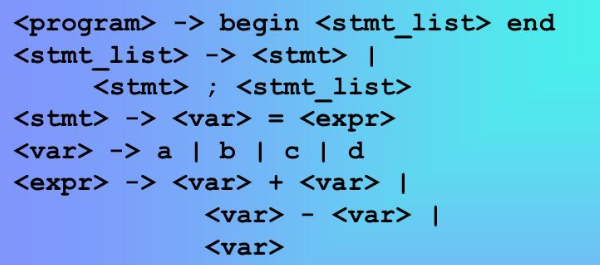 <program> -> begin <stmt_list> end
<stmt_list> -> <stmt> |
<stmt> ; <stmt_list>
<stmt> -> <var> = <expr>
<var> -> a | b | c | d
<expr> -> <var> + <var> |
<var> - <var> |
<var>